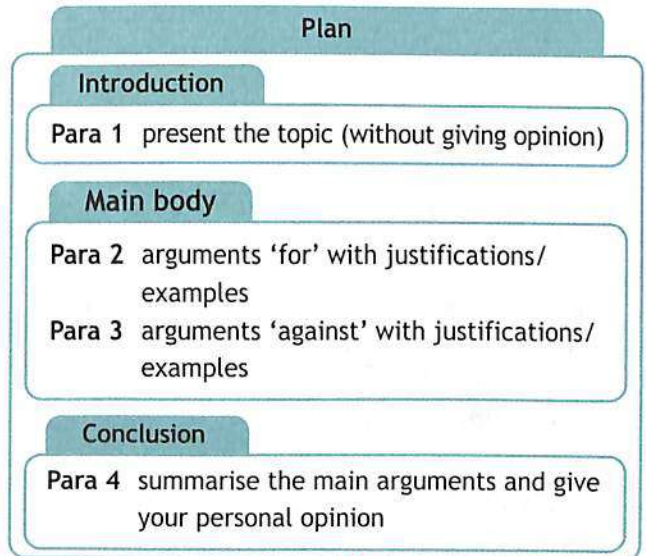 Plan
Introduction
Para 1 present the topic (without giving opinion)
Main body
Para 2 arguments ‘for’ with justifications/
examples
Para 3 arguments ‘against’ with justifications/
examples
Conclusion
Para 4 summarise the main arguments and give
your personal opinion